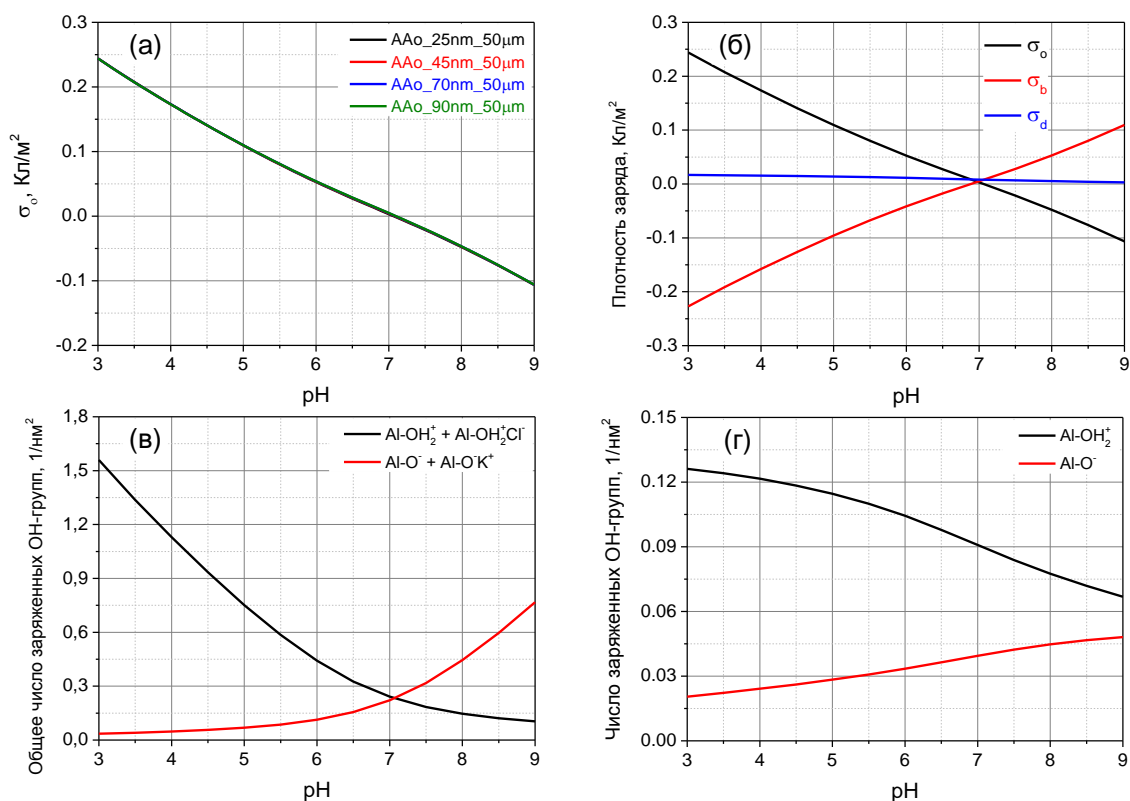 (а)
AAo_25nm_50μm
AAo_45nm_50μm
AAo_70nm_50μm
AAo_90nm_50μm
σₒ, Кл/м²
0.3
0.2
0.1
0.0
-0.1
-0.2
3 4 5 6 7 8 9
pH
(б)
σₒ
σ_b
σ_d
Плотность заряда, Кл/м²
0.3
0.2
0.1
0.0
-0.1
-0.2
-0.3
3 4 5 6 7 8 9
pH
(в)
Al-OH₂⁺ + Al-OH₂⁺Cl⁻
Al-O⁻ + Al-O⁻K⁺
Общее число заряженных ОН-групп, 1/нм²
1.8
1.5
1.2
0.9
0.6
0.3
0.0
3 4 5 6 7 8 9
pH
(г)
Al-OH₂⁺
Al-O⁻
Число заряженных ОН-групп, 1/нм²
0.15
0.12
0.09
0.06
0.03
0.00
3 4 5 6 7 8 9
pH